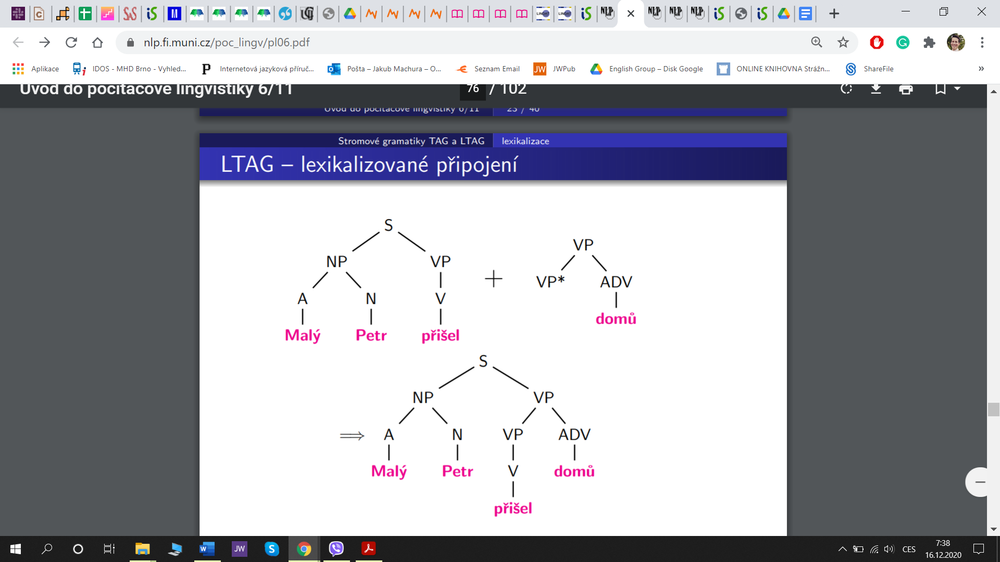 nlp.fi.muni.cz/poc_lingv/pl06.pdf
Aplikace IDOS - MHD Brno - Vyhled... Internetová jazyková příruč... Pošta – Jakub Machura – O... Seznam Email JW JWPub English Group – Disk Google ONLINE KNIHOVNA Strážn... ShareFile »
Úvod do počítačové lingvistiky 6/11 76 / 102
Úvod do počítačové lingvistiky 6/11 23 / 40
Stromové gramatiky TAG a LTAG lexikalizace
LTAG – lexikalizované připojení
S
VP
NP VP
+
VP* ADV
A N V
domů
Malý Petr přišel
S
NP VP
⟹ A N VP ADV
Malý Petr V domů
přišel
JW
CES
7:38
16.12.2020